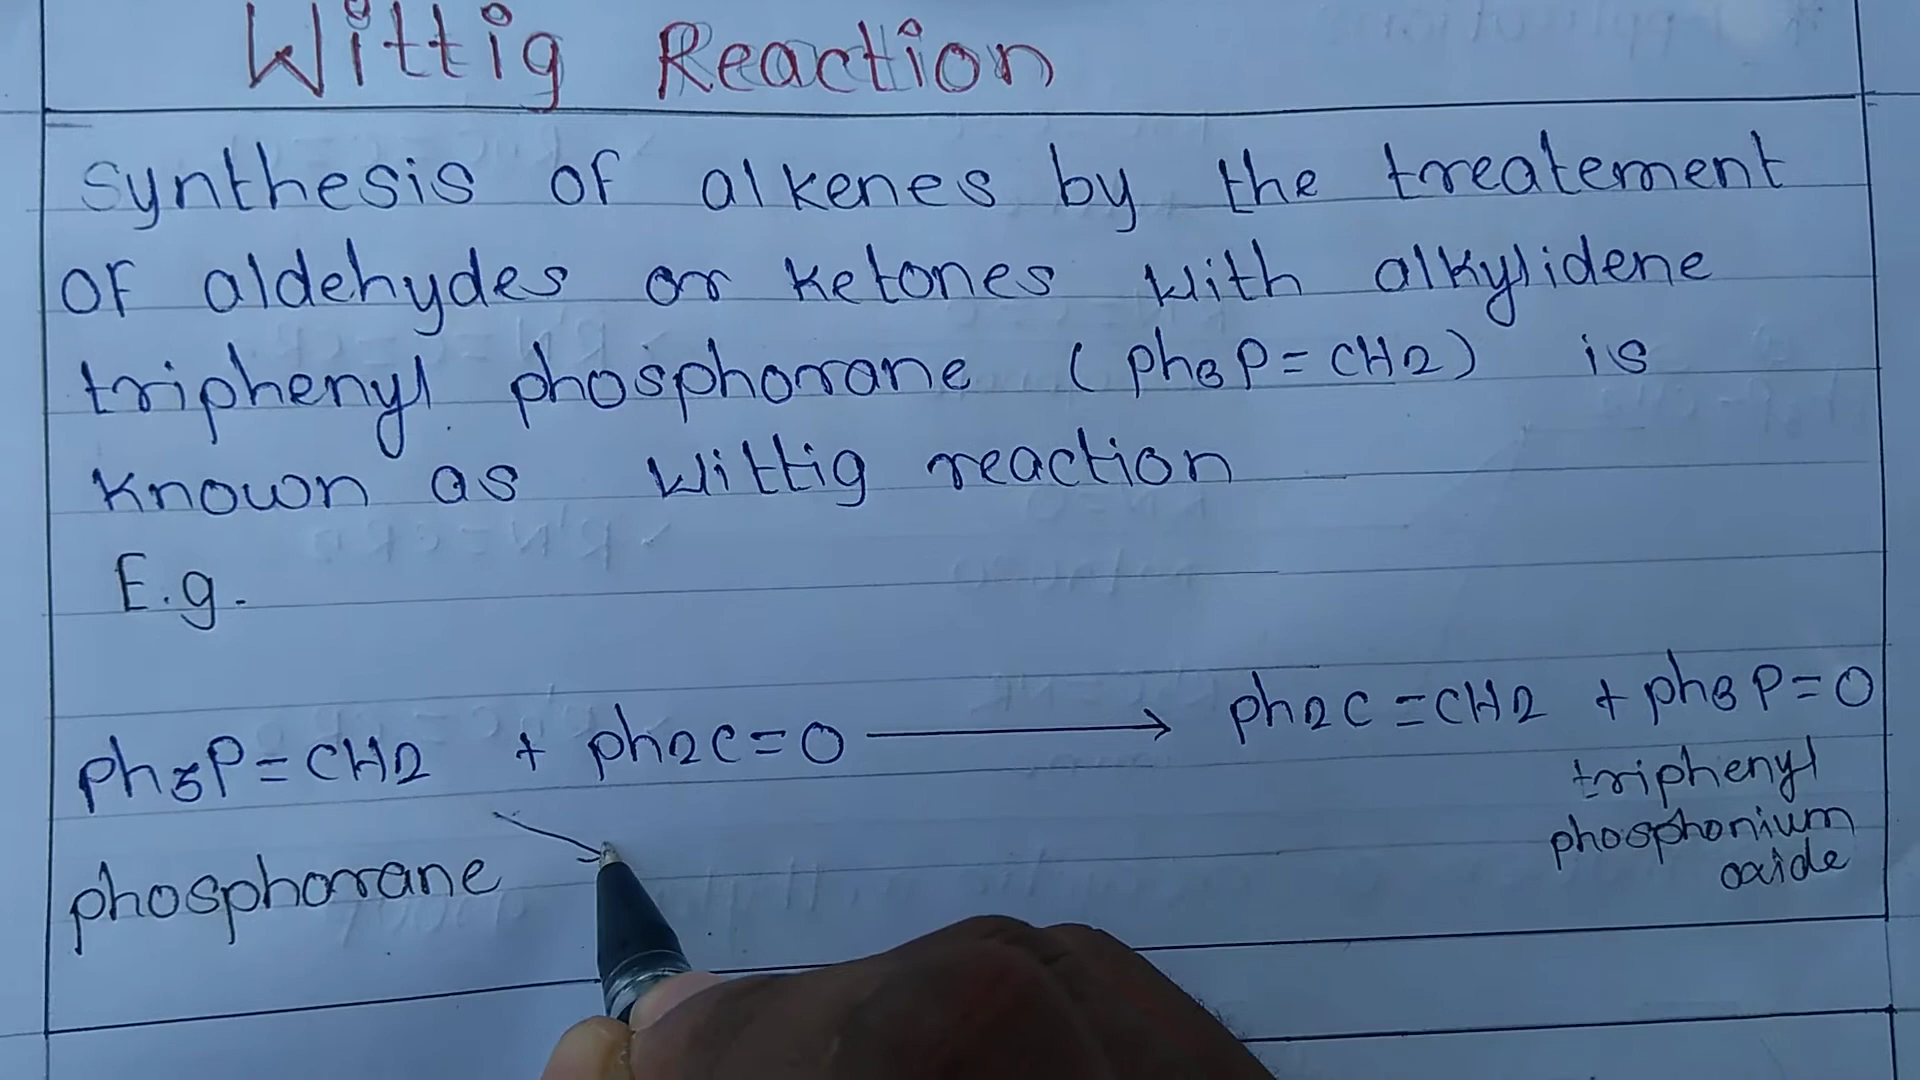 Wittig Reaction
Synthesis of alkenes by the treatement
of aldehydes or ketones with alkylidene
triphenyl phosphorane (ph3P=CH2) is
known as Wittig reaction
E.g.
ph3P=CH2 + ph2C=O ⟶ ph2C=CH2 + ph3P=O
phosphorane
triphenyl
phosphonium
oxide